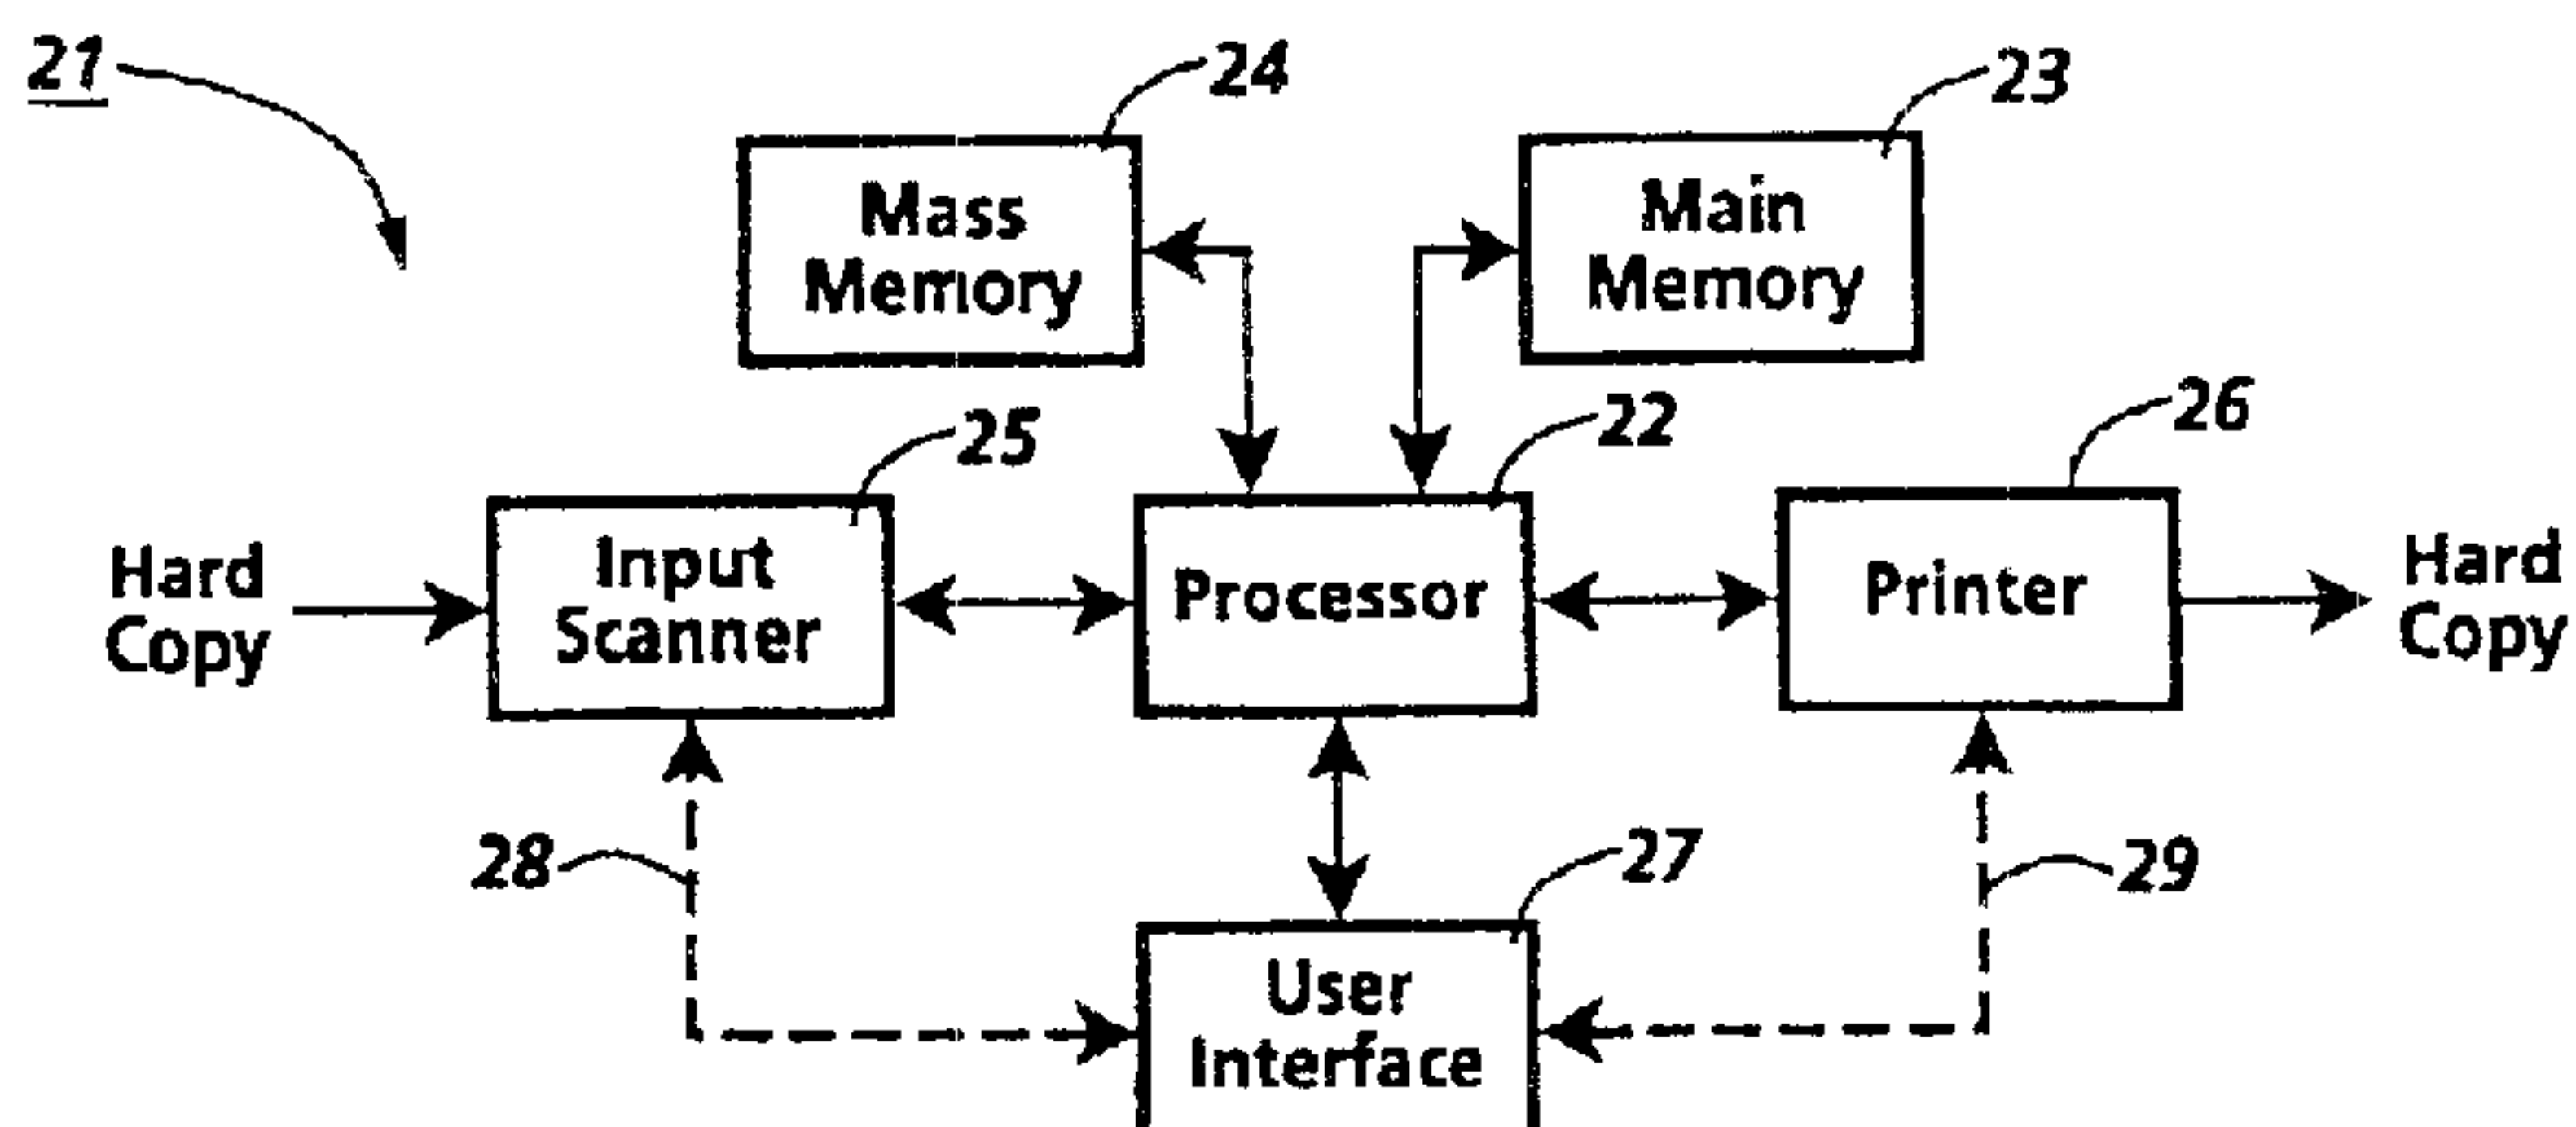 21
24
23
Mass
Memory
Main
Memory
25
22
26
Hard
Copy
Input
Scanner
Processor
Printer
Hard
Copy
28
27
29
User
Interface